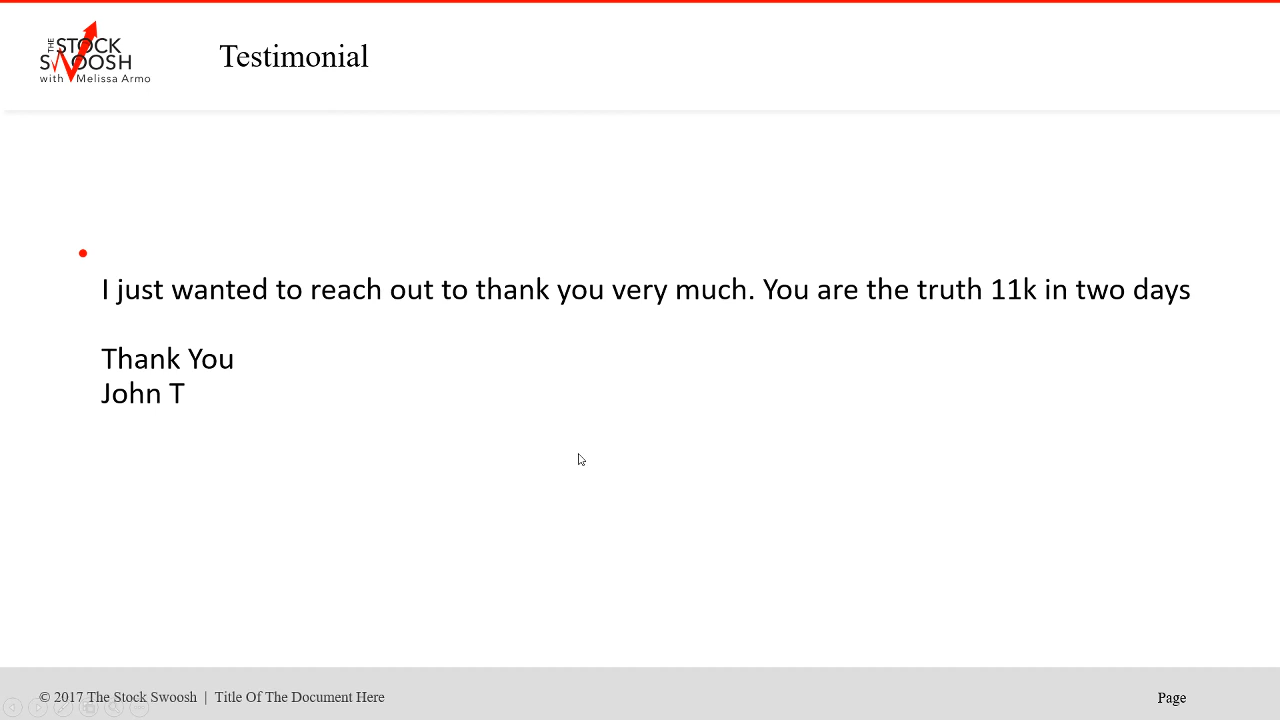 THE STOCK
SWOOSH
with Melissa Armo
Testimonial
I just wanted to reach out to thank you very much. You are the truth 11k in two days
Thank You
John T
© 2017 The Stock Swoosh | Title Of The Document Here
Page